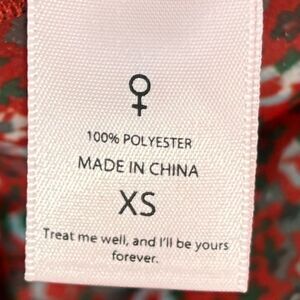 100% POLYESTER
MADE IN CHINA
XS
Treat me well, and I'll be yours
forever.